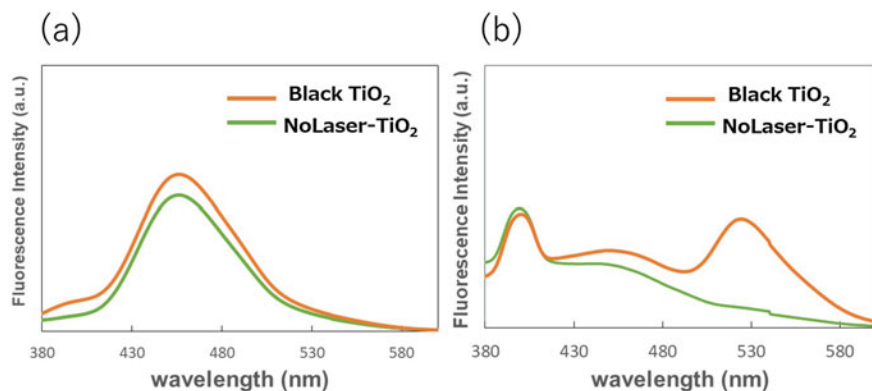 (a)
Fluorescence Intensity (a.u.)
Black TiO₂
NoLaser-TiO₂
380 430 480 530 580
wavelength (nm)
(b)
Fluorescence Intensity (a.u.)
Black TiO₂
NoLaser-TiO₂
380 430 480 530 580
wavelength (nm)